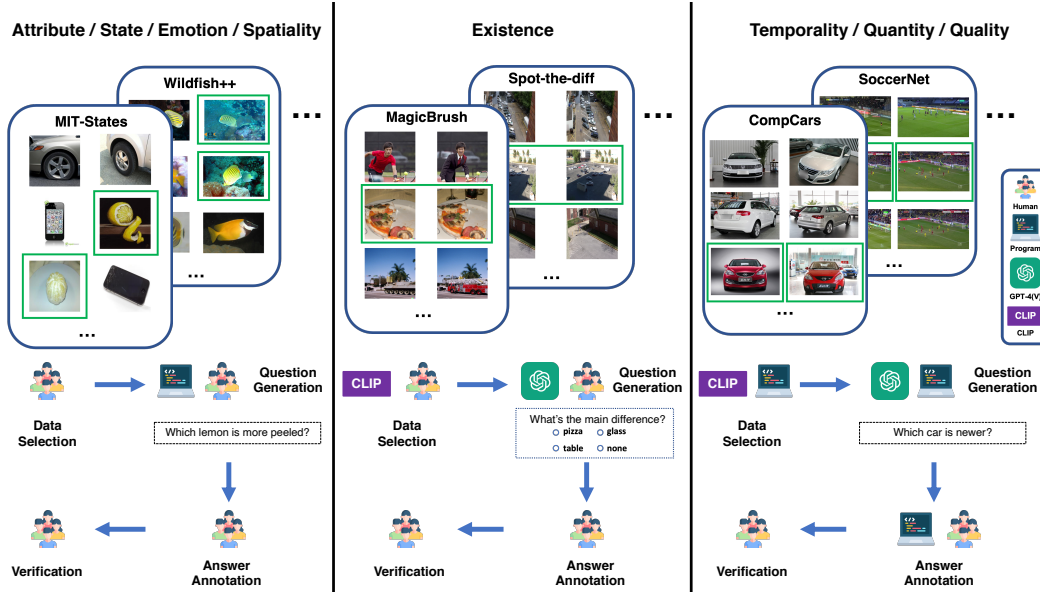 Attribute / State / Emotion / Spatiality
Wildfish++
MIT-States
...
...
...
Data
Selection
Question
Generation
Which lemon is more peeled?
Verification
Answer
Annotation
Existence
Spot-the-diff
MagicBrush
...
...
...
CLIP
Data
Selection
Question
Generation
What's the main difference?
pizza glass
table none
Verification
Answer
Annotation
Temporality / Quantity / Quality
SoccerNet
CompCars
...
...
...
Human
Program
GPT-4(V)
CLIP
CLIP
CLIP
Data
Selection
Question
Generation
Which car is newer?
Verification
Answer
Annotation